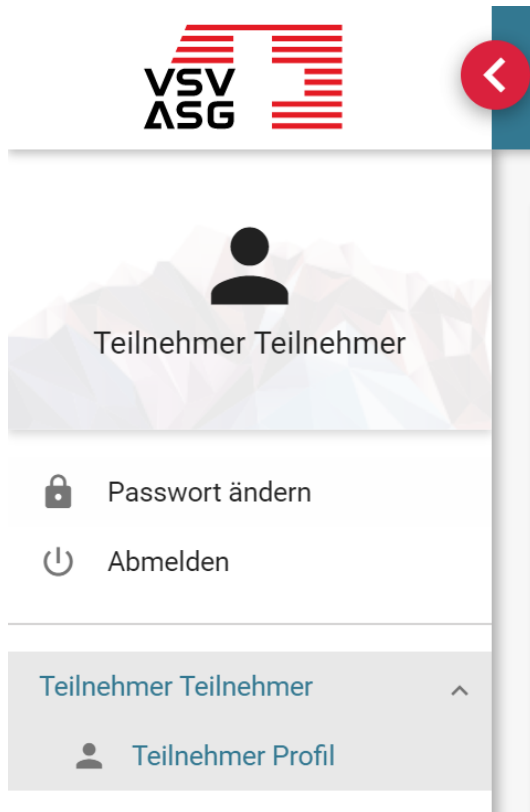 VSV
ASG
Teilnehmer Teilnehmer
Passwort ändern
Abmelden
Teilnehmer Teilnehmer
Teilnehmer Profil